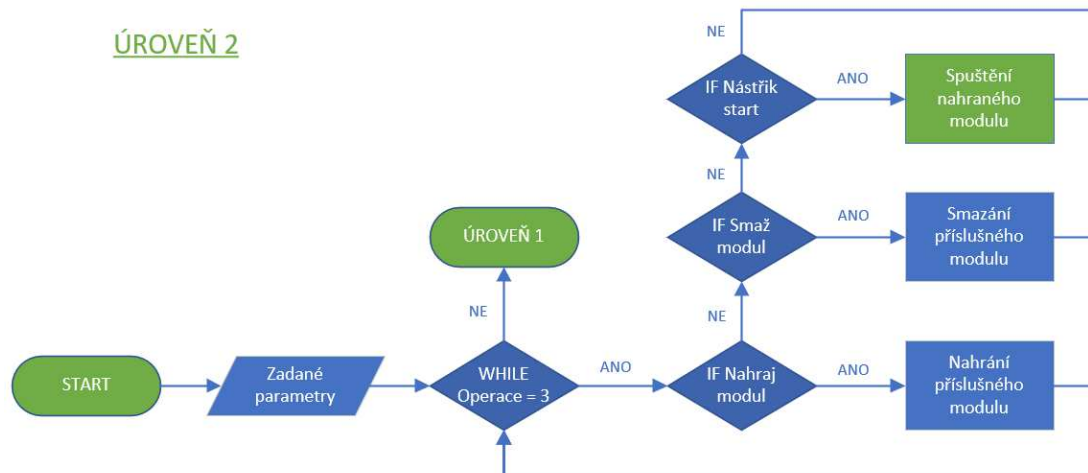 ÚROVEŇ 2
NE
IF Nástřik
start
ANO
Spuštění
nahraného
modulu
NE
ÚROVEŇ 1
IF Smaž
modul
ANO
Smazání
příslušného
modulu
NE
NE
START
Zadané
parametry
WHILE
Operace = 3
ANO
IF Nahraj
modul
ANO
Nahrání
příslušného
modulu